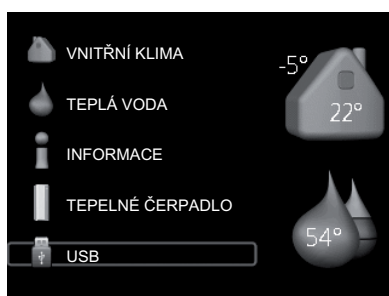 VNITŘNÍ KLIMA
TEPLÁ VODA
INFORMACE
TEPELNÉ ČERPADLO
USB
-5°
22°
54°